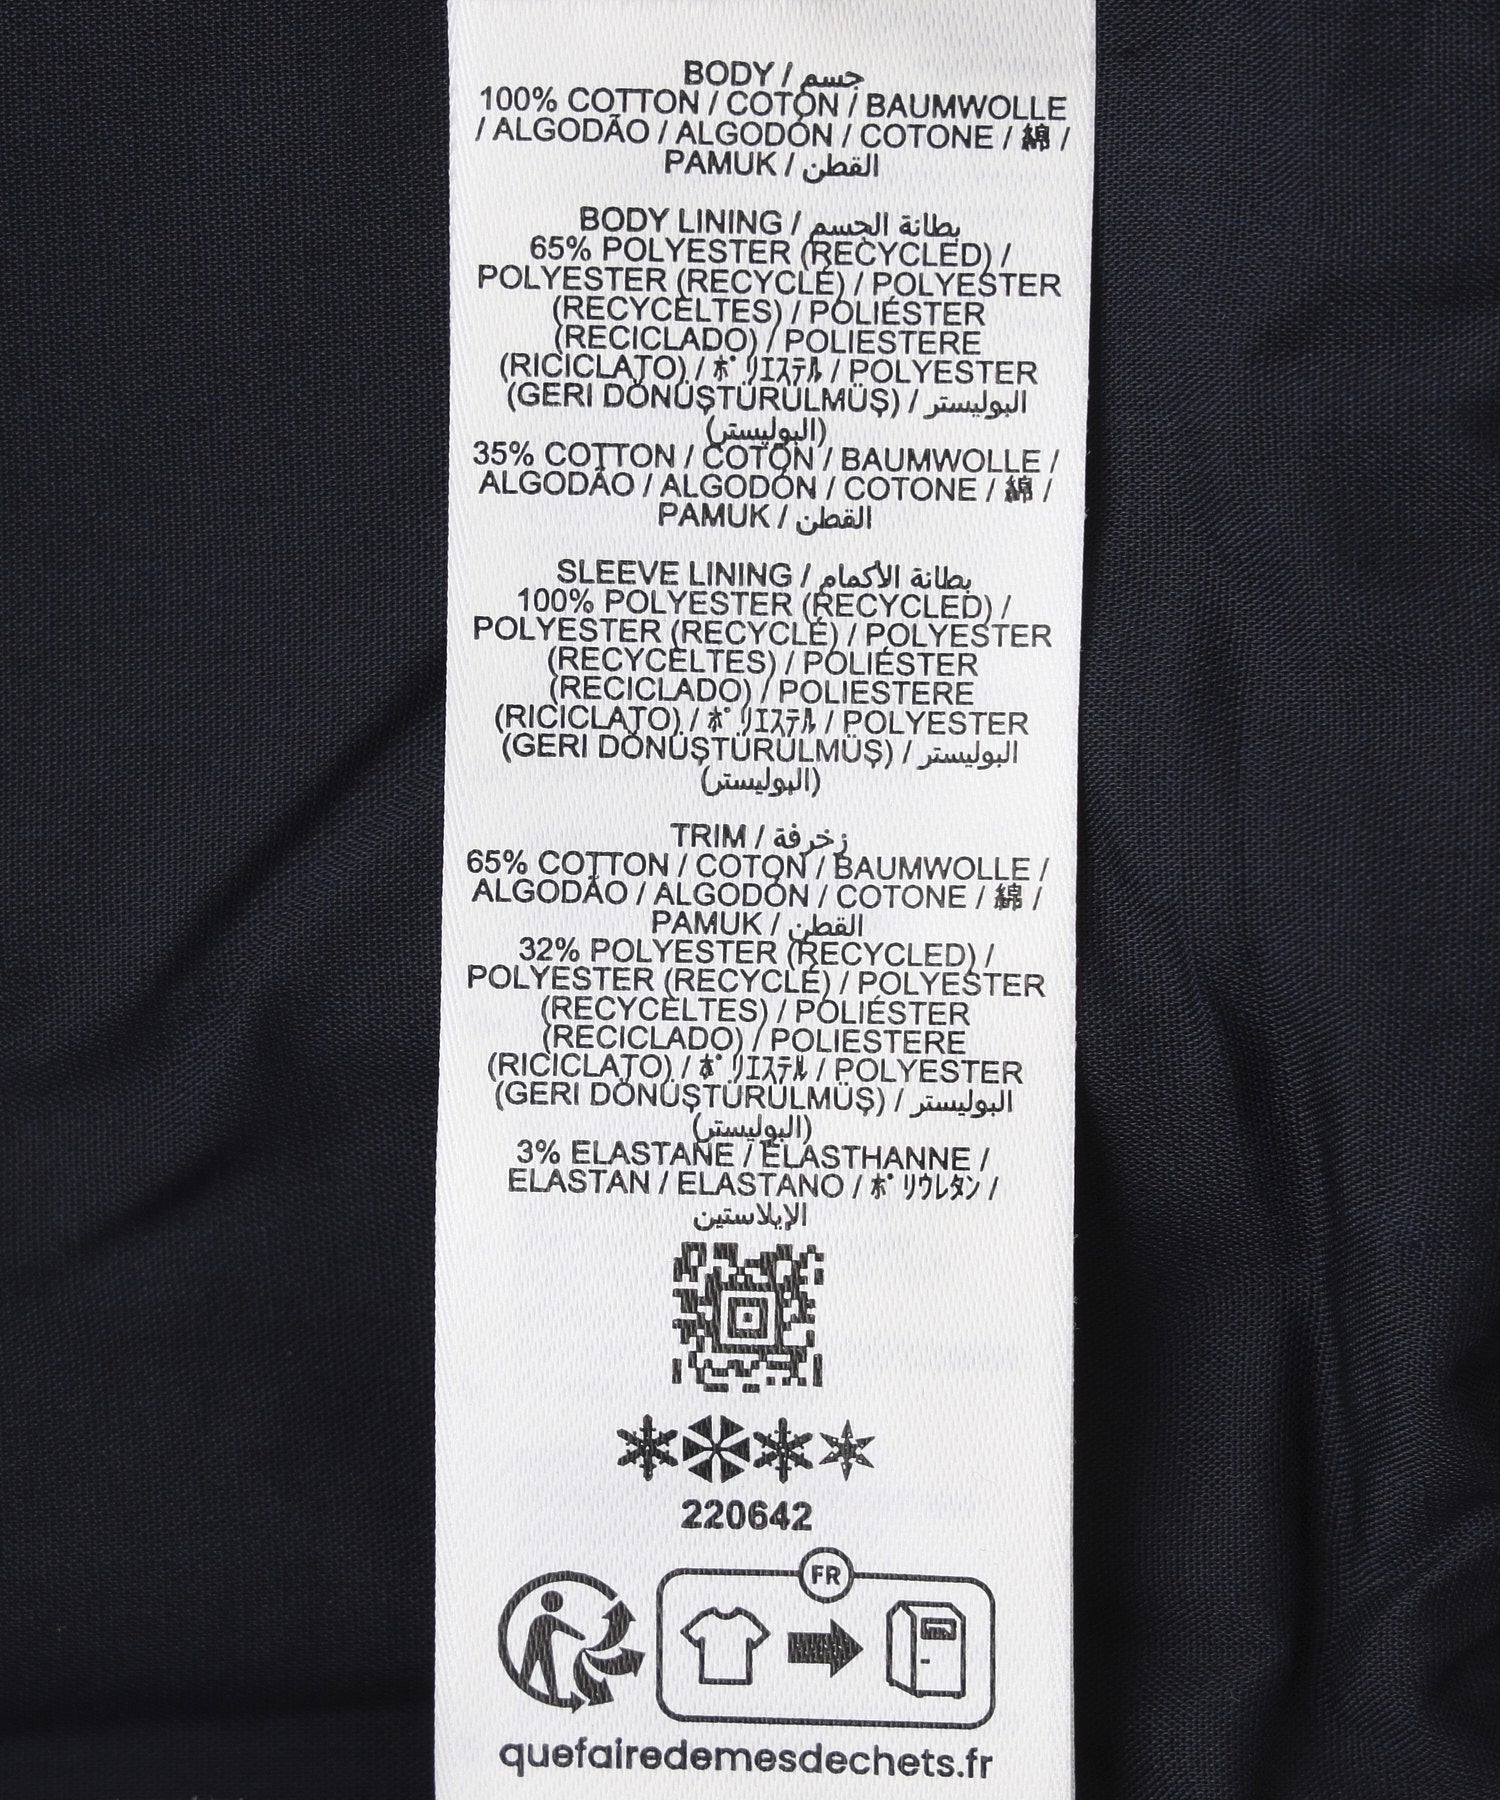 BODY / جسم
100% COTTON / COTON / BAUMWOLLE
/ ALGODÃO / ALGODÓN / COTONE / 綿 /
PAMUK / القطن
BODY LINING / بطانة الجسم
65% POLYESTER (RECYCLED) /
POLYESTER (RECYCLÉ) / POLYESTER
(RECYCELTES) / POLIÉSTER
(RECICLADO) / POLIESTERE
(RICICLATO) / ポリエステル / POLYESTER
(GERI DÖNÜŞTÜRÜLMÜŞ) / البوليستر
(البوليستر)
35% COTTON / COTON / BAUMWOLLE /
ALGODÃO / ALGODÓN / COTONE / 綿 /
PAMUK / القطن
SLEEVE LINING / بطانة الأكمام
100% POLYESTER (RECYCLED) /
POLYESTER (RECYCLÉ) / POLYESTER
(RECYCELTES) / POLIÉSTER
(RECICLADO) / POLIESTERE
(RICICLATO) / ポリエステル / POLYESTER
(GERI DÖNÜŞTÜRÜLMÜŞ) / البوليستر
(البوليستر)
TRIM / زخرفة
65% COTTON / COTON / BAUMWOLLE /
ALGODÃO / ALGODÓN / COTONE / 綿 /
PAMUK / القطن
32% POLYESTER (RECYCLED) /
POLYESTER (RECYCLÉ) / POLYESTER
(RECYCELTES) / POLIÉSTER
(RECICLADO) / POLIESTERE
(RICICLATO) / ポリエステル / POLYESTER
(GERI DÖNÜŞTÜRÜLMÜŞ) / البوليستر
(البوليستر)
3% ELASTANE / ÉLASTHANNE /
ELASTAN / ELASTANO / ポリウレタン /
الإيلاستين
220642
FR
quefairedemesdechets.fr